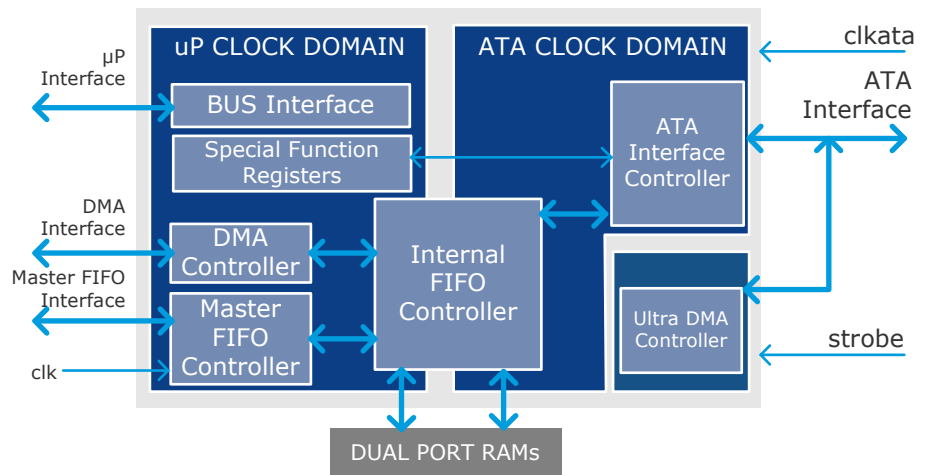 uP CLOCK DOMAIN
ATA CLOCK DOMAIN
clkata
µP
Interface
BUS Interface
ATA
Interface
ATA
Interface
Controller
Special Function
Registers
DMA
Interface
DMA
Controller
Internal
FIFO
Controller
Master FIFO
Interface
Master
FIFO
Controller
Ultra DMA
Controller
strobe
clk
DUAL PORT RAMs